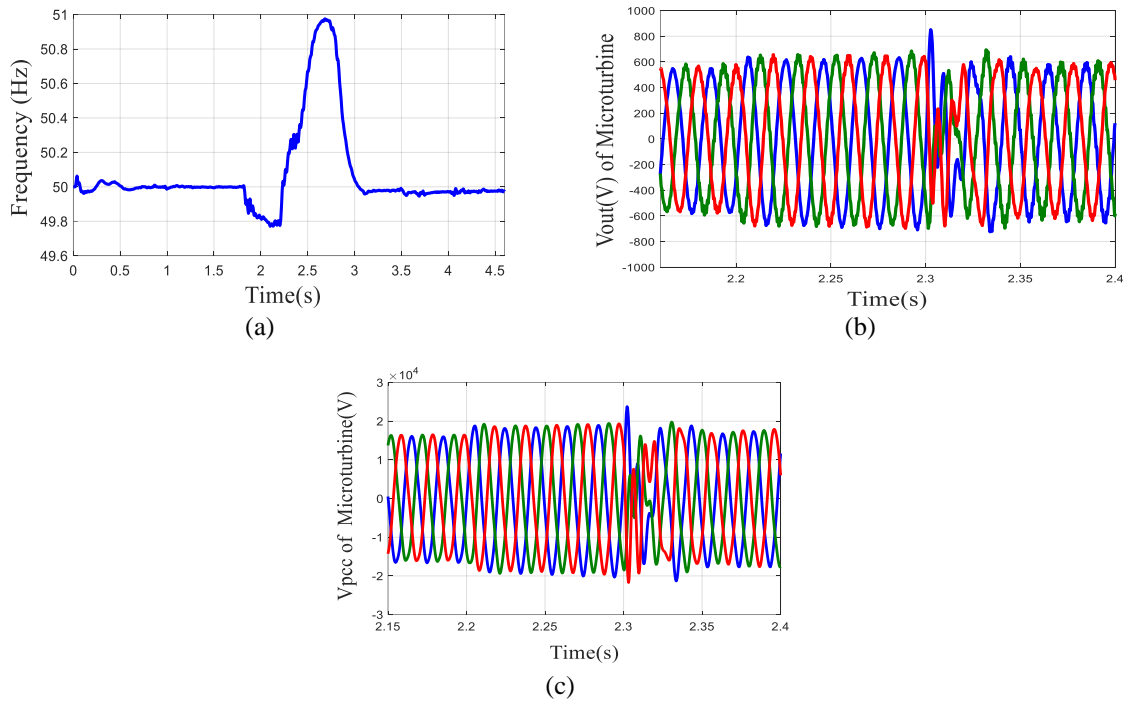 Frequency (Hz)
51
50.8
50.6
50.4
50.2
50
49.8
49.6
0 0.5 1 1.5 2 2.5 3 3.5 4 4.5
Time(s)
(a)
Vout(V) of Microturbine
1000
800
600
400
200
0
-200
-400
-600
-800
-1000
2.2 2.25 2.3 2.35 2.4
Time(s)
(b)
Vpcc of Microturbine(V)
×10⁴
3
2
1
0
-1
-2
-3
2.15 2.2 2.25 2.3 2.35 2.4
Time(s)
(c)